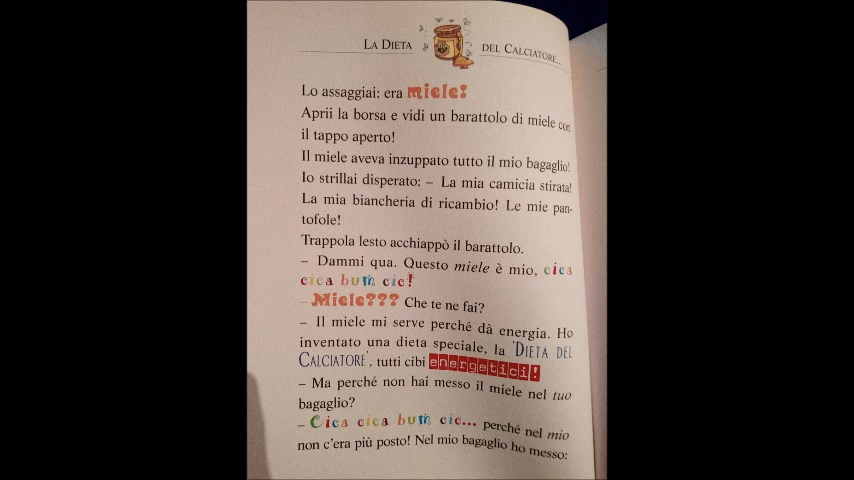 LA DIETA DEL CALCIATORE...
Lo assaggiai: era miele!
Aprii la borsa e vidi un barattolo di miele con
il tappo aperto!
Il miele aveva inzuppato tutto il mio bagaglio!
Io strillai disperato: – La mia camicia stirata!
La mia biancheria di ricambio! Le mie pan-
tofole!
Trappola lesto acchiappò il barattolo.
– Dammi qua. Questo miele è mio, cica
cica bum cic!
– Miele??? Che te ne fai?
– Il miele mi serve perché dà energia. Ho
inventato una dieta speciale, la 'DIETA DEL
CALCIATORE', tutti cibi energetici!
– Ma perché non hai messo il miele nel tuo
bagaglio?
– Cica cica bum cic... perché nel mio
non c'era più posto! Nel mio bagaglio ho messo: